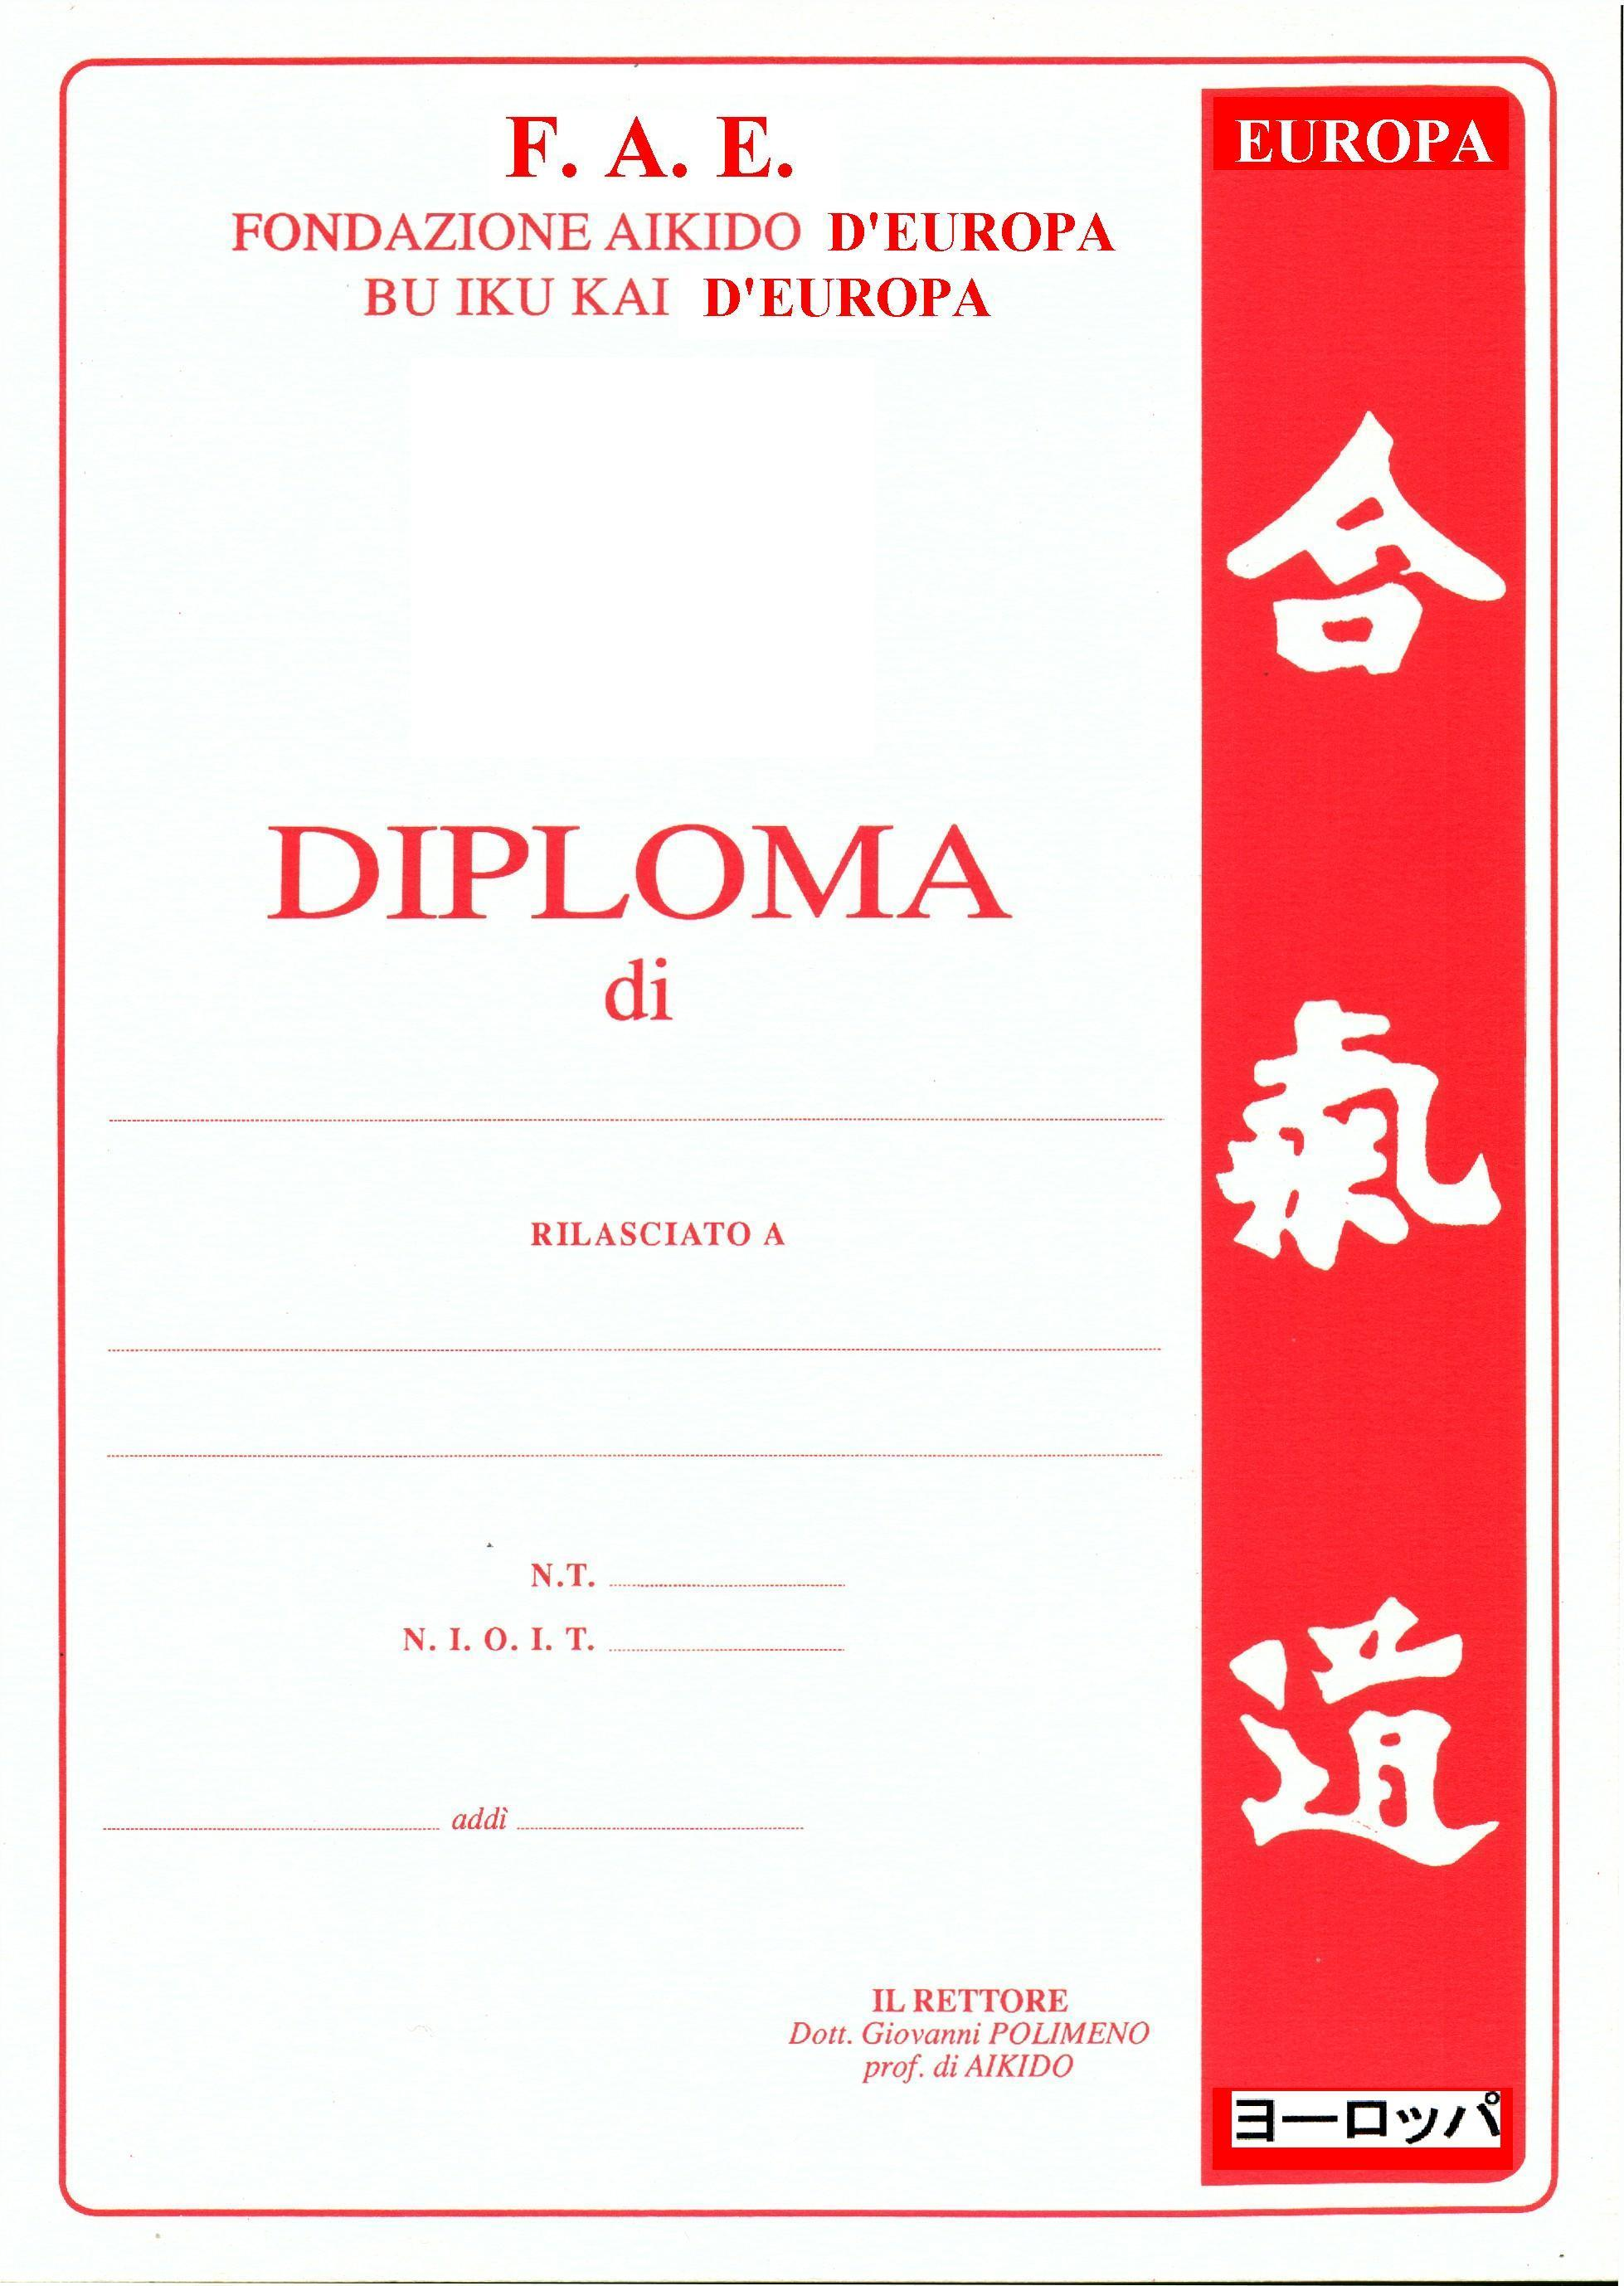 F. A. E.
FONDAZIONE AIKIDO D'EUROPA
BU IKU KAI D'EUROPA
DIPLOMA
di
RILASCIATO A
N.T.
N. I. O. I. T.
addì
IL RETTORE
Dott. Giovanni POLIMENO
prof. di AIKIDO
EUROPA
合
氣
道
ヨーロッパ